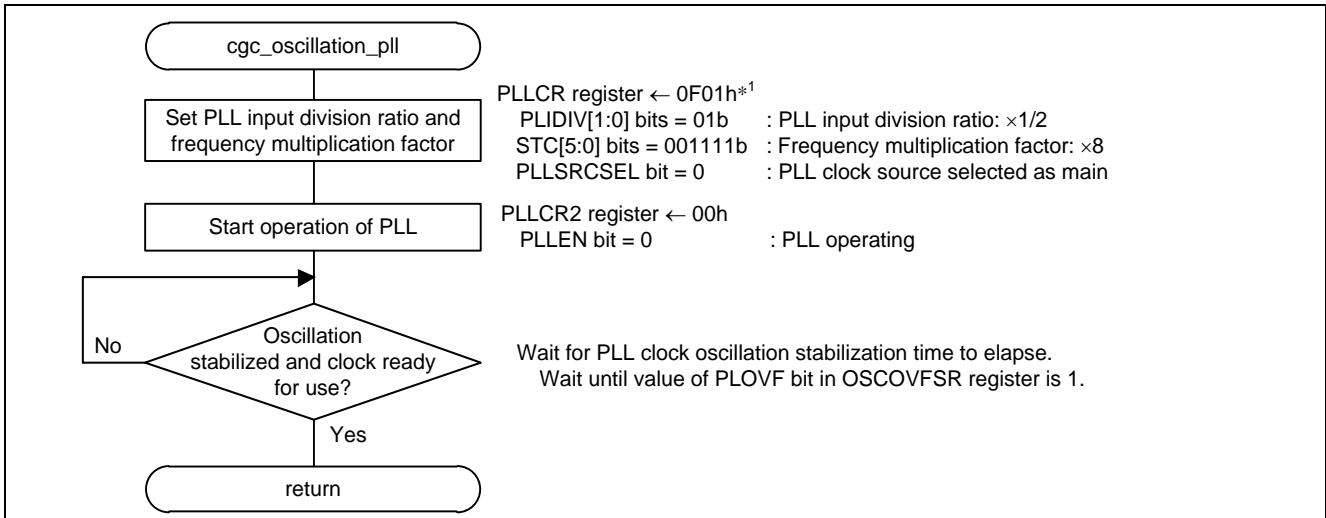 cgc_oscillation_pll
Set PLL input division ratio and
frequency multiplication factor
PLLCR register ← 0F01h*1
PLIDIV[1:0] bits = 01b : PLL input division ratio: ×1/2
STC[5:0] bits = 001111b : Frequency multiplication factor: ×8
PLLSRCSEL bit = 0 : PLL clock source selected as main
Start operation of PLL
PLLCR2 register ← 00h
PLLEN bit = 0 : PLL operating
No
Oscillation
stabilized and clock ready
for use?
Wait for PLL clock oscillation stabilization time to elapse.
Wait until value of PLOVF bit in OSCOVFSR register is 1.
Yes
return